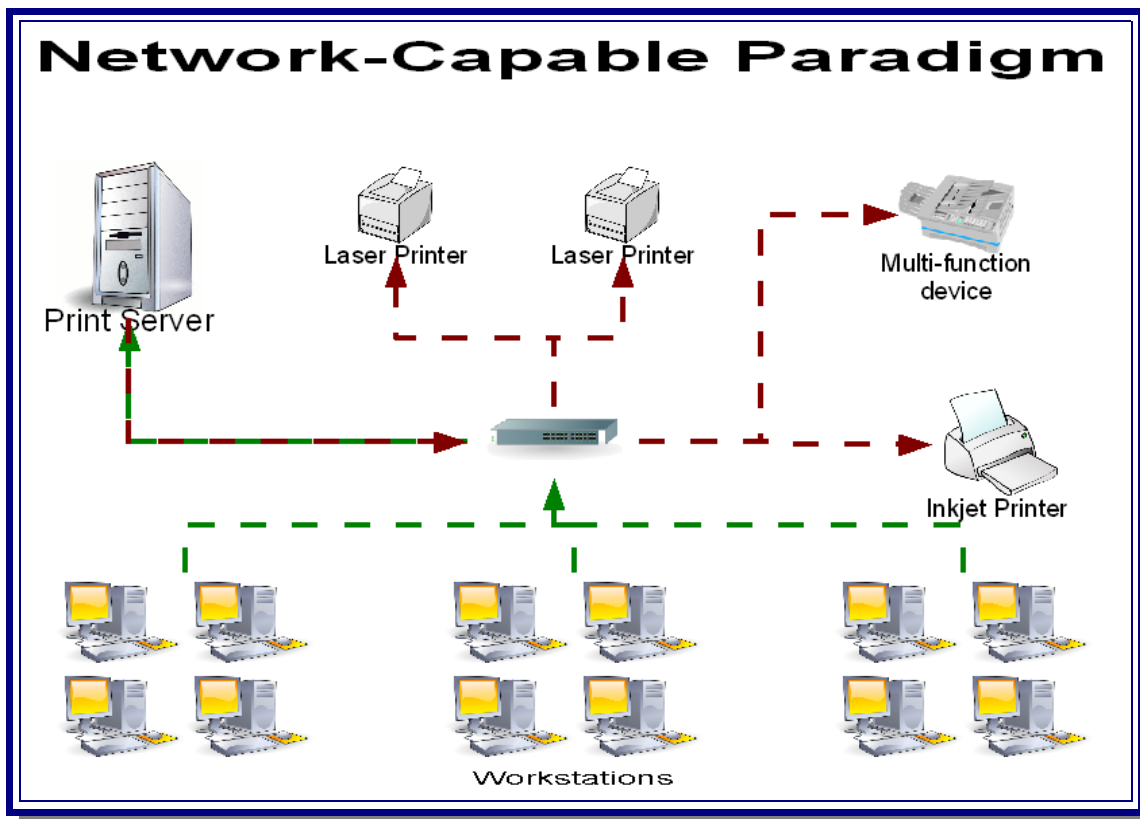 Network-Capable Paradigm
Laser Printer
Laser Printer
Multi-function
device
Print Server
Inkjet Printer
Workstations